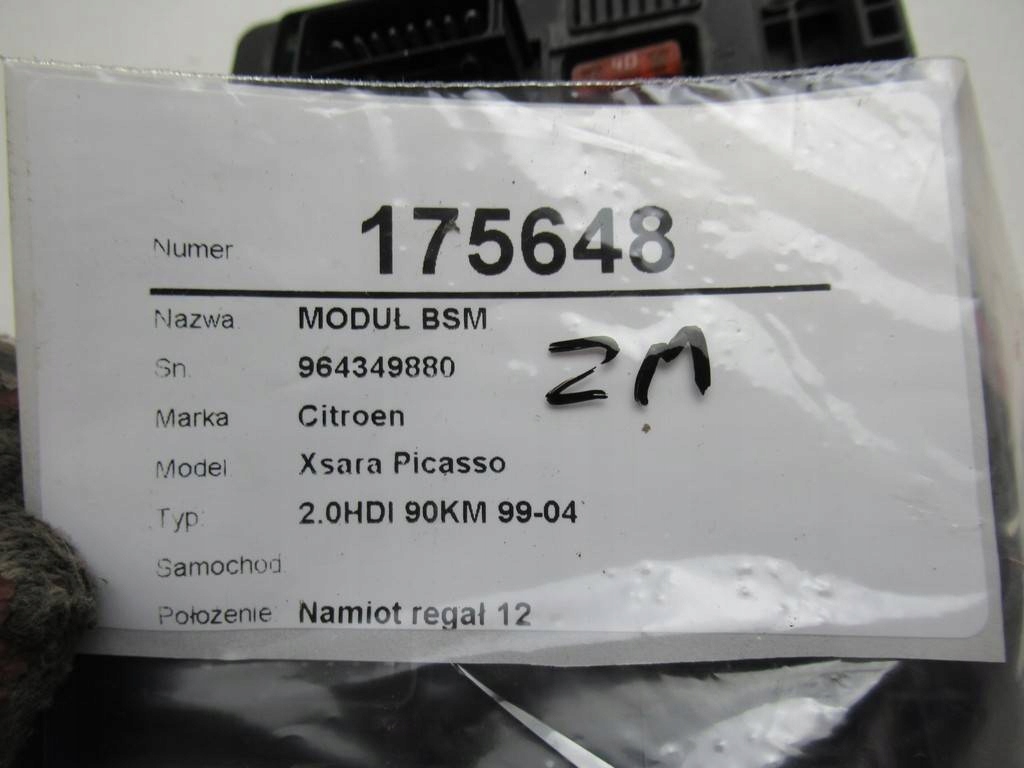 40
Numer 175648
Nazwa MODUŁ BSM
Sn. 964349880
ZM
Marka Citroen
Model Xsara Picasso
Typ: 2.0HDI 90KM 99-04
Samochod
Położenie Namiot regał 12